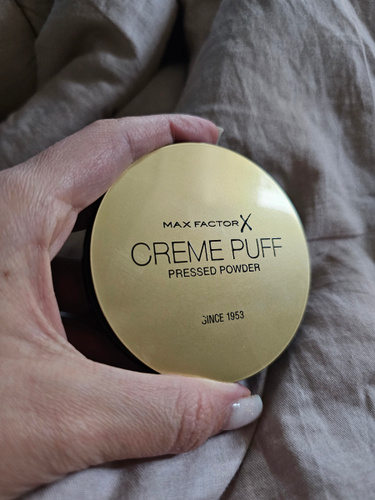 MAX FACTOR X
CREME PUFF
PRESSED POWDER
SINCE 1953